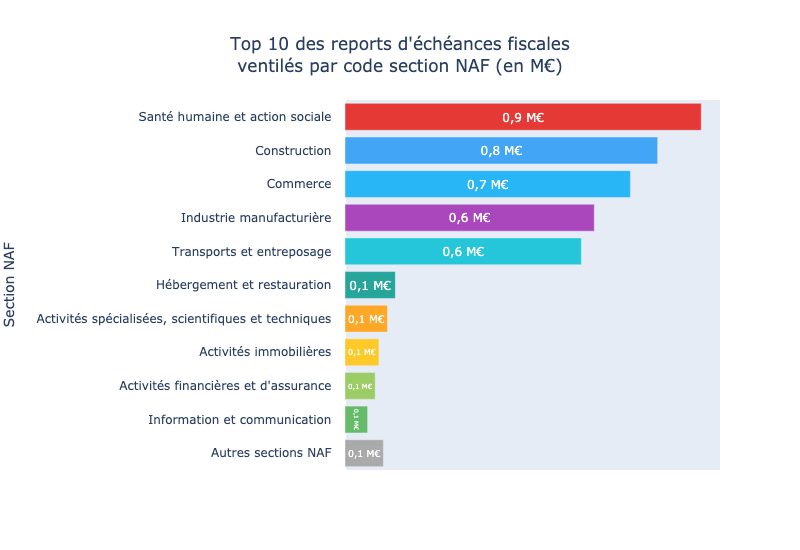 Top 10 des reports d'échéances fiscales
ventilés par code section NAF (en M€)
Section NAF
Santé humaine et action sociale 0,9 M€
Construction 0,8 M€
Commerce 0,7 M€
Industrie manufacturière 0,6 M€
Transports et entreposage 0,6 M€
Hébergement et restauration 0,1 M€
Activités spécialisées, scientifiques et techniques 0,1 M€
Activités immobilières 0,1 M€
Activités financières et d'assurance 0,1 M€
Information et communication 0,1 M€
Autres sections NAF 0,1 M€